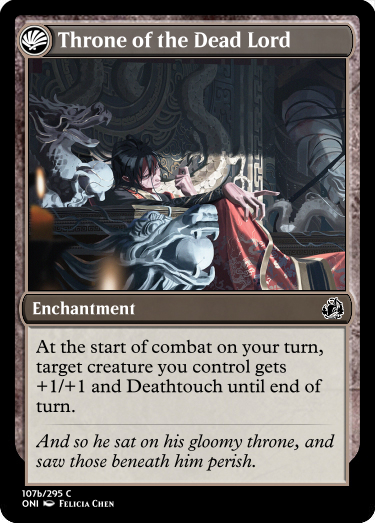 Throne of the Dead Lord
Enchantment
At the start of combat on your turn,
target creature you control gets
+1/+1 and Deathtouch until end of
turn.
And so he sat on his gloomy throne, and
saw those beneath him perish.
107b/295 C
ONI FELICIA CHEN